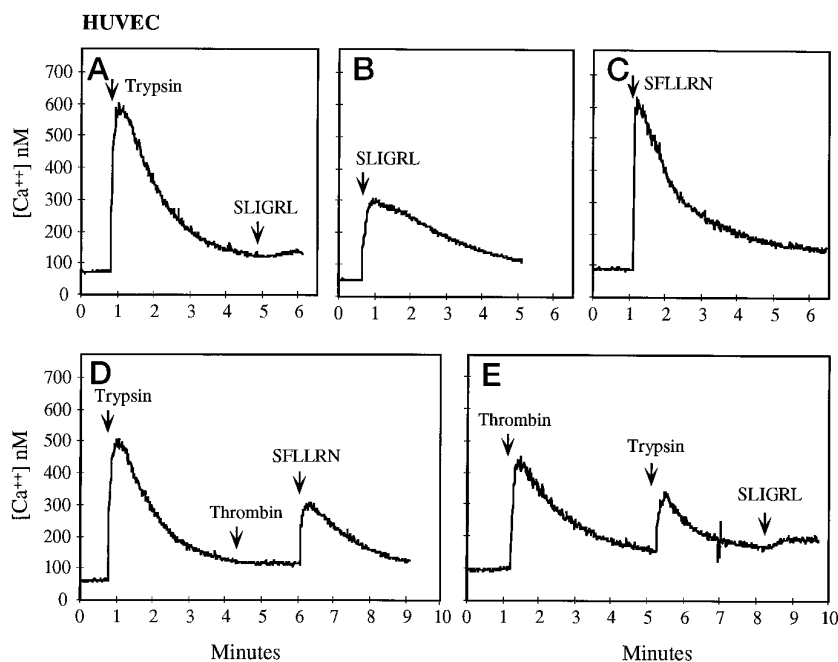 HUVEC
A
Trypsin
SLIGRL
[Ca++] nM
700
600
500
400
300
200
100
0
0 1 2 3 4 5 6
B
SLIGRL
0 1 2 3 4 5 6
C
SFLLRN
0 1 2 3 4 5 6
D
Trypsin
Thrombin
SFLLRN
[Ca++] nM
700
600
500
400
300
200
100
0
0 1 2 3 4 5 6 7 8 9 10
Minutes
E
Thrombin
Trypsin
SLIGRL
0 1 2 3 4 5 6 7 8 9 10
Minutes